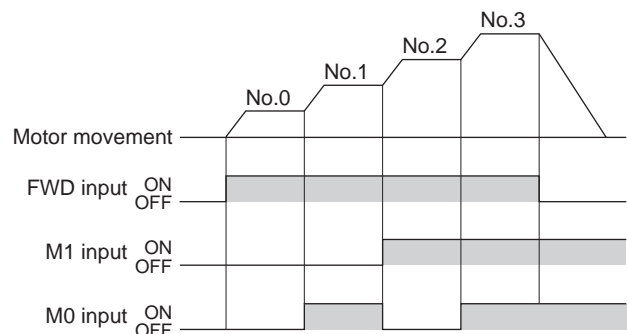 No.3
No.2
No.1
No.0
Motor movement
FWD input ON
OFF
M1 input ON
OFF
M0 input ON
OFF